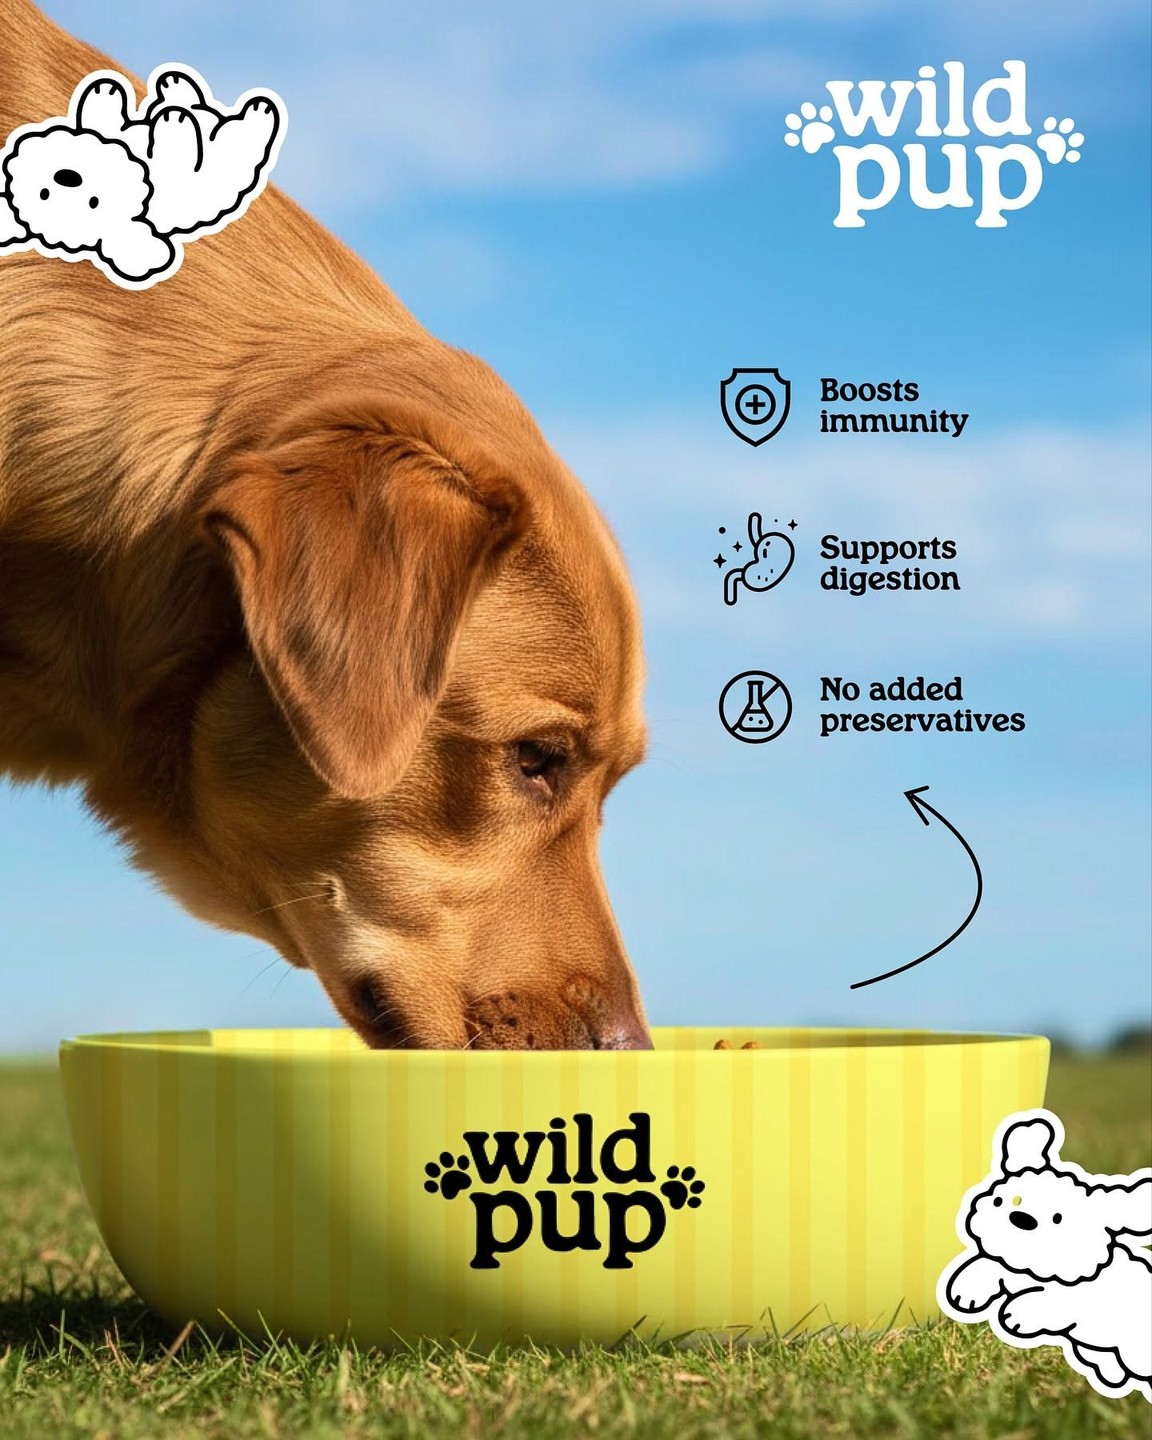 wild
pup
Boosts
immunity
Supports
digestion
No added
preservatives
wild
pup